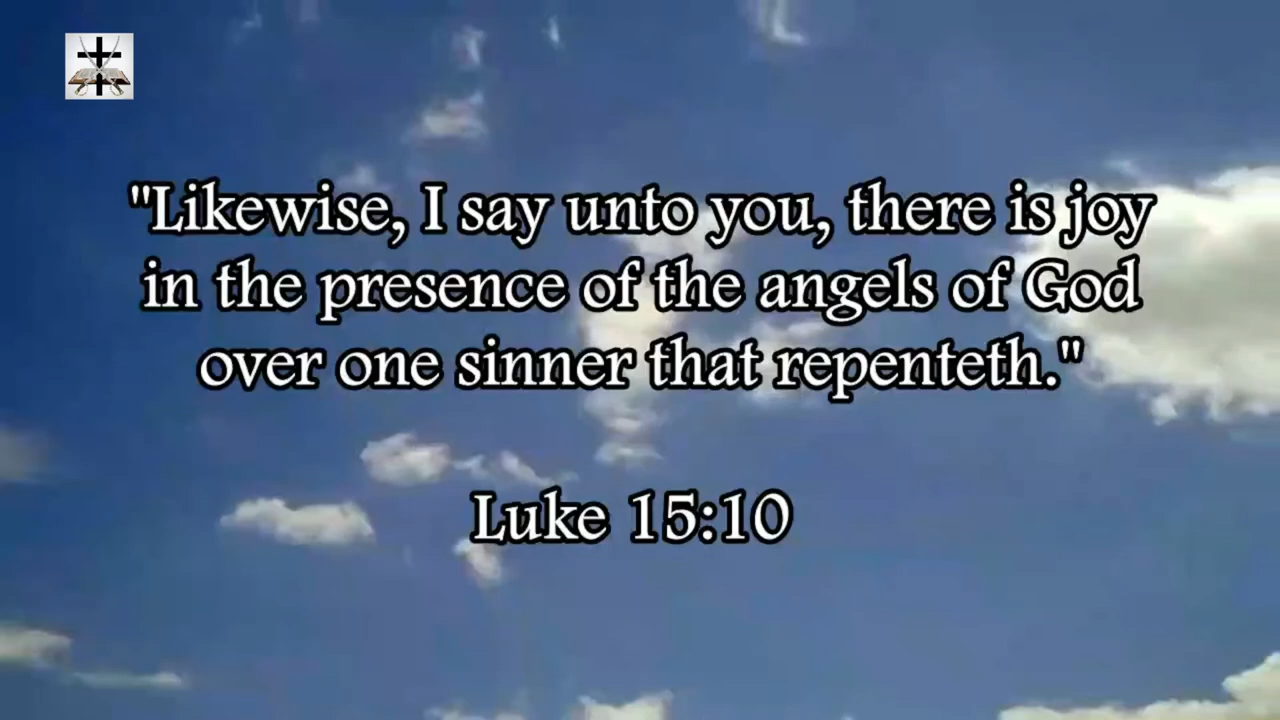 "Likewise, I say unto you, there is joy
in the presence of the angels of God
over one sinner that repenteth."
Luke 15:10